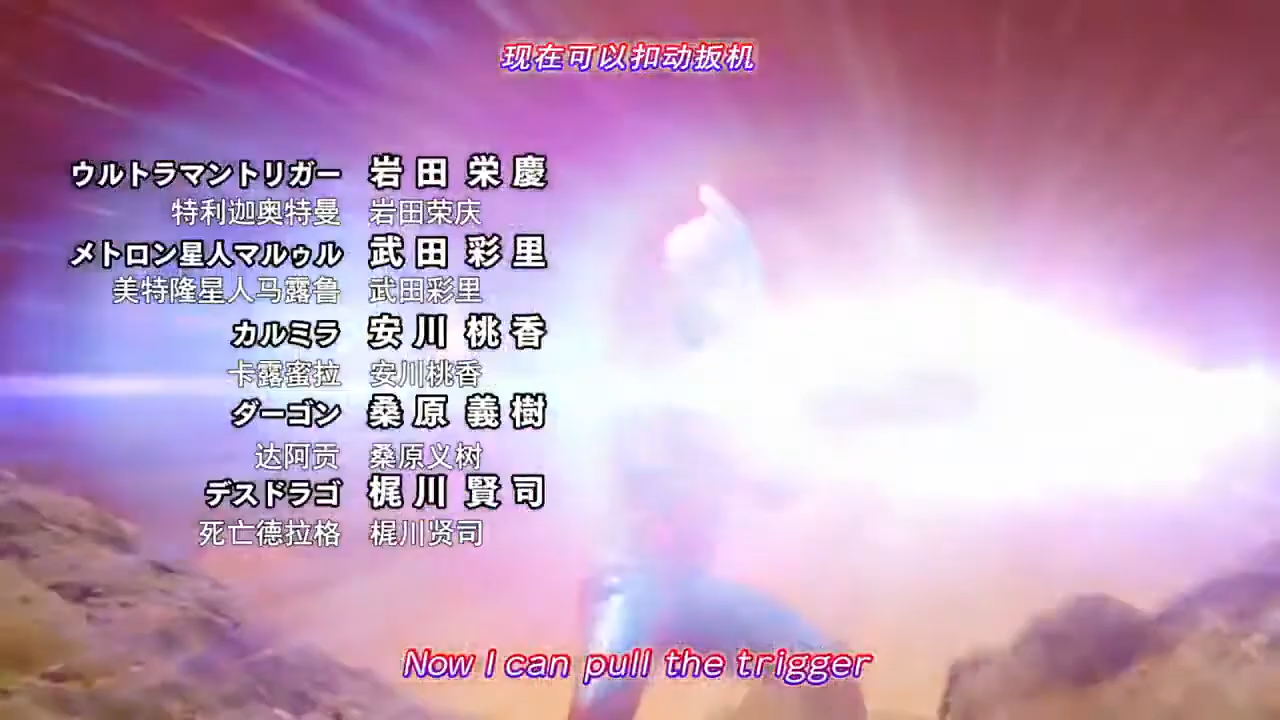 现在可以扣动扳机
ウルトラマントリガー 岩田 栄慶
特利迦奥特曼 岩田荣庆
メトロン星人マルゥル 武田 彩里
美特隆星人马露鲁 武田彩里
カルミラ 安川 桃香
卡露蜜拉 安川桃香
ダーゴン 桑原 義樹
达阿贡 桑原义树
デスドラゴ 梶川 賢司
死亡德拉格 梶川贤司
Now I can pull the trigger